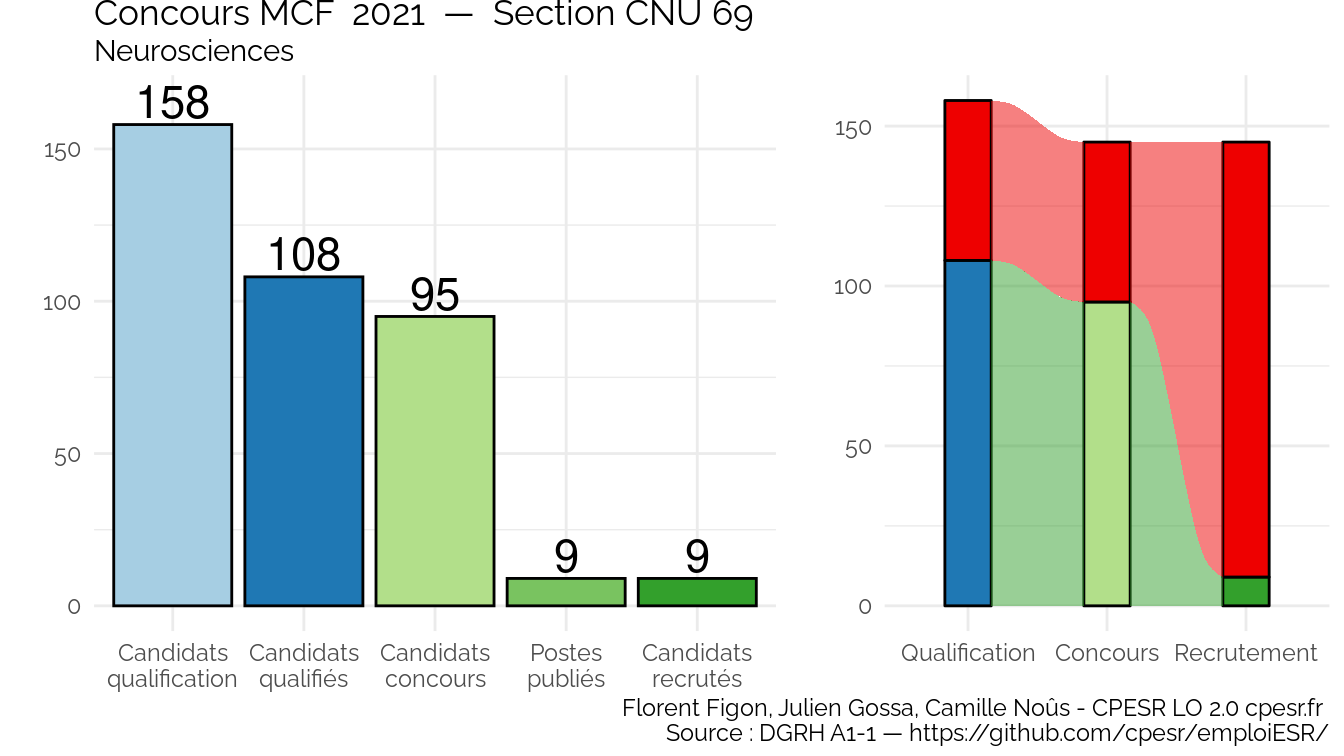 Concours MCF 2021 — Section CNU 69
Neurosciences
158
108
95
9
9
150
100
50
0
Candidats qualification
Candidats qualifiés
Candidats concours
Postes publiés
Candidats recrutés
150
100
50
0
Qualification
Concours
Recrutement
Florent Figon, Julien Gossa, Camille Noûs - CPESR LO 2.0 cpesr.fr
Source : DGRH A1-1 — https://github.com/cpesr/emploiESR/